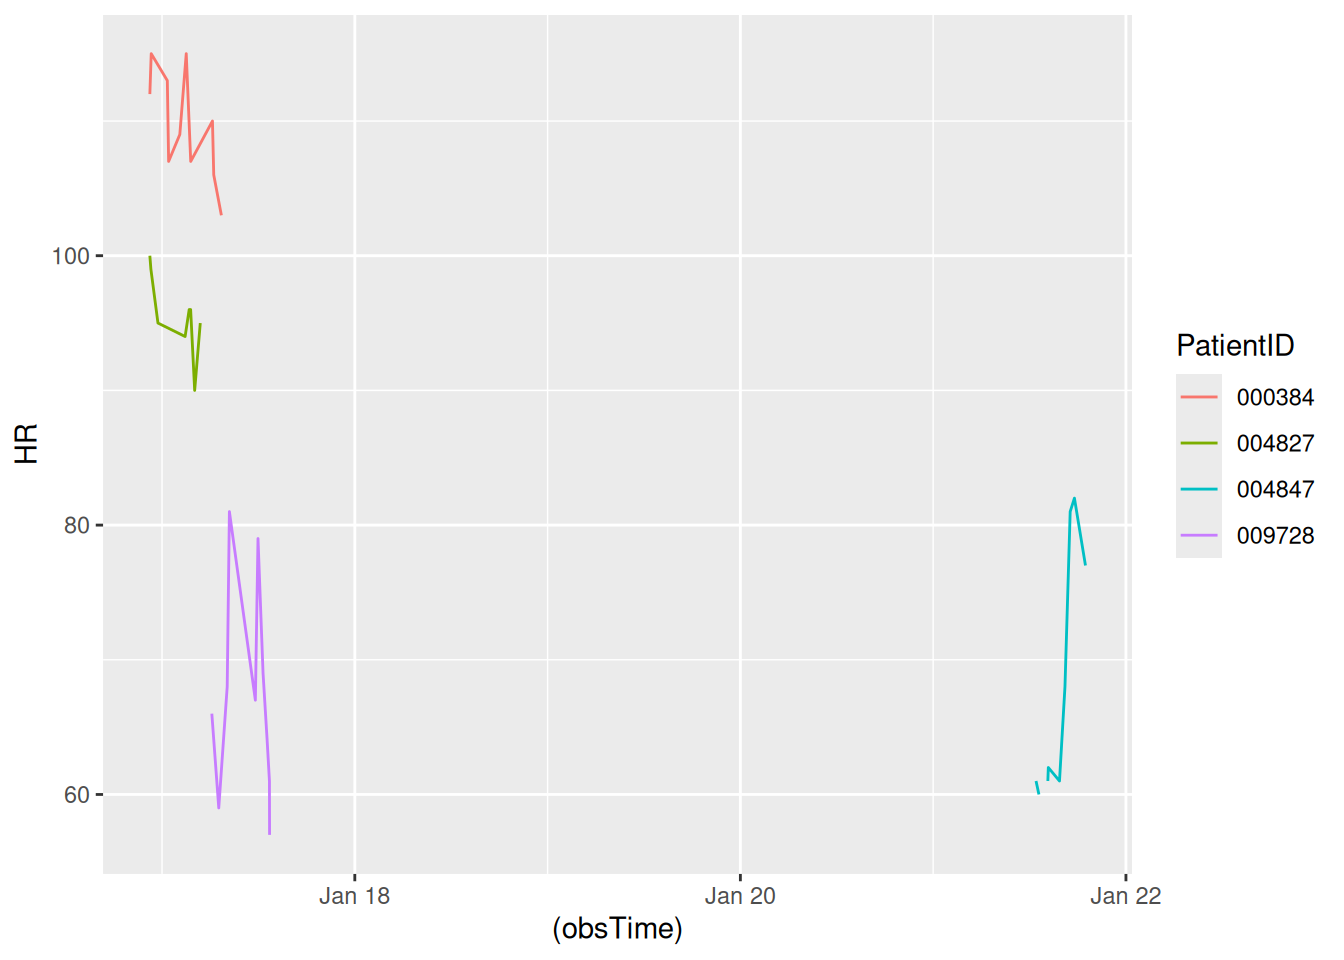 100
80
60
HR
Jan 18
Jan 20
Jan 22
(obsTime)
PatientID
000384
004827
004847
009728